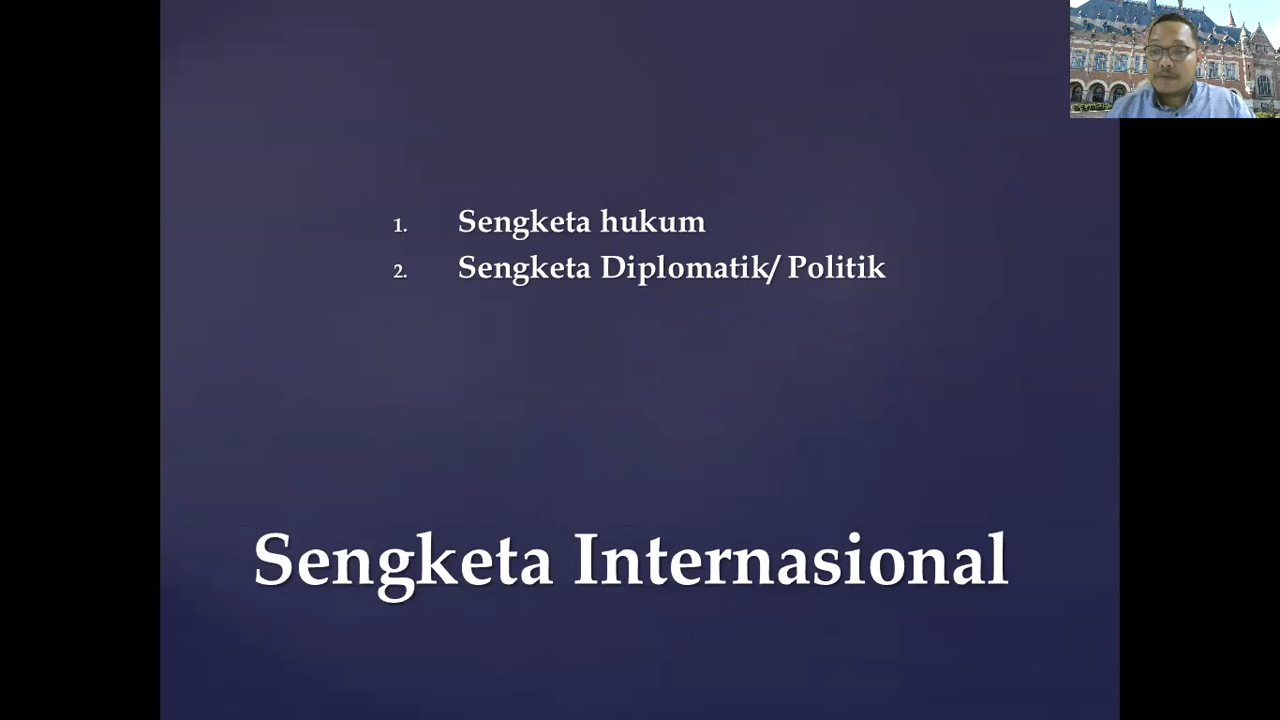 1. Sengketa hukum
2. Sengketa Diplomatik/ Politik
Sengketa Internasional